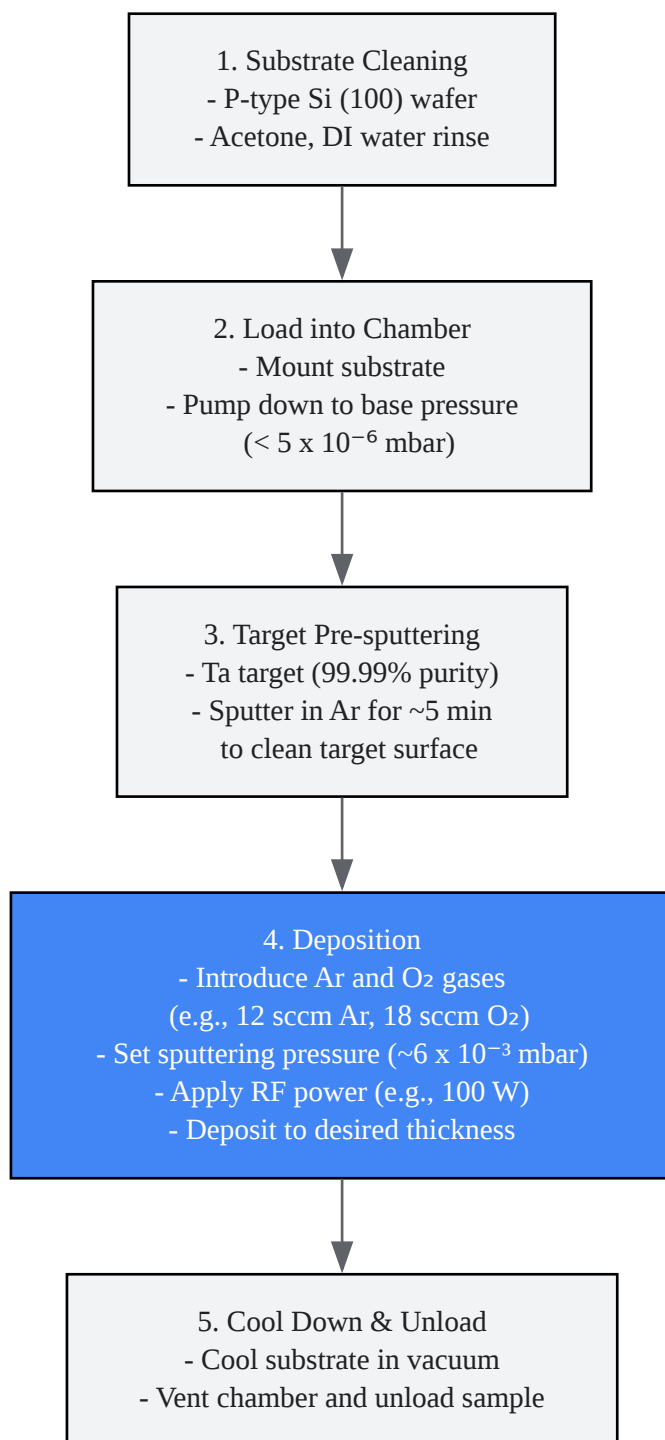 1. Substrate Cleaning
- P-type Si (100) wafer
- Acetone, DI water rinse
2. Load into Chamber
- Mount substrate
- Pump down to base pressure
(< 5 x 10⁻⁶ mbar)
3. Target Pre-sputtering
- Ta target (99.99% purity)
- Sputter in Ar for ~5 min
to clean target surface
4. Deposition
- Introduce Ar and O₂ gases
(e.g., 12 sccm Ar, 18 sccm O₂)
- Set sputtering pressure (~6 x 10⁻³ mbar)
- Apply RF power (e.g., 100 W)
- Deposit to desired thickness
5. Cool Down & Unload
- Cool substrate in vacuum
- Vent chamber and unload sample